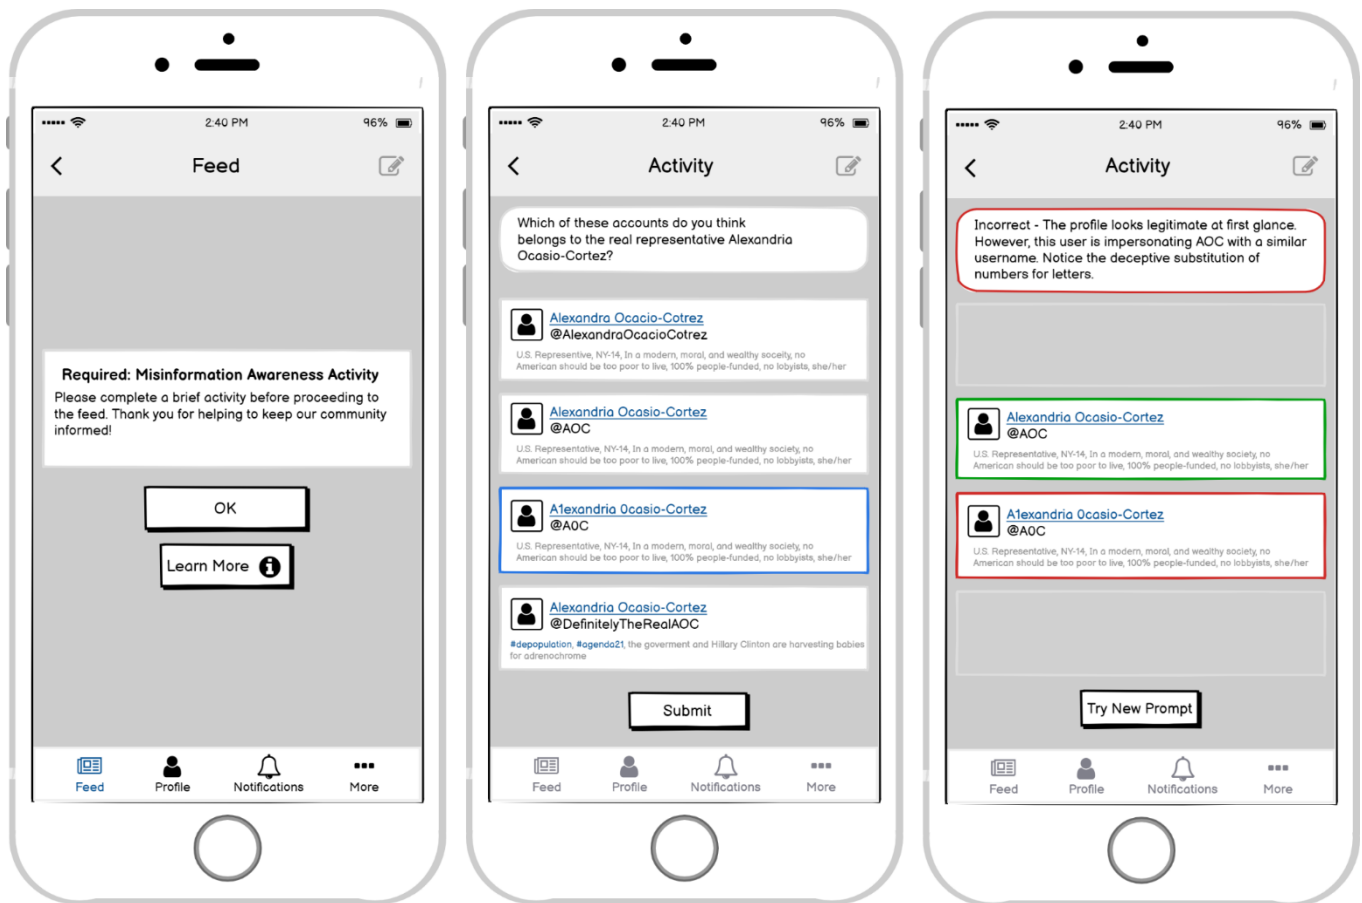 2:40 PM 96%
Feed
Required: Misinformation Awareness Activity
Please complete a brief activity before proceeding to
the feed. Thank you for helping to keep our community
informed!
OK
Learn More
Feed Profile Notifications More
2:40 PM 96%
Activity
Which of these accounts do you think
belongs to the real representative Alexandria
Ocasio-Cortez?
Alexandra Ocacio-Cotrez
@AlexandraOcacioCotrez
U.S. Representive, NY-14, In a modern, moral, and wealthy soceily, no
American should be too poor to live, 100% people-funded, no lobyists, she/her
Alexandria Ocasio-Cortez
@AOC
U.S. Representative, NY-14, In a modern, moral, and wealthy society, no
American should be too poor to live, 100% people-funded, no lobbyists, she/her
A1exandria 0casio-Cortez
@A0C
U.S. Representative, NY-14, In a modern, moral, and wealthy society, no
American should be too poor to live, 100% people-funded, no lobbyists, she/her
Alexandria Ocasio-Cortez
@DefinitelyTheRealAOC
#depopulation, #agenda21, the goverment and Hillary Clinton are harvesting babies
for adrenochrome
Submit
Feed Profile Notifications More
2:40 PM 96%
Activity
Incorrect - The profile looks legitimate at first glance.
However, this user is impersonating AOC with a similar
username. Notice the deceptive substitution of
numbers for letters.
Alexandria Ocasio-Cortez
@AOC
U.S. Representative, NY-14, In a modern, moral, and wealthy society, no
American should be too poor to live, 100% people-funded, no lobbyists, she/her
A1exandria 0casio-Cortez
@A0C
U.S. Representative, NY-14, In a modern, moral, and wealthy society, no
American should be too poor to live, 100% people-funded, no lobbyists, she/her
Try New Prompt
Feed Profile Notifications More